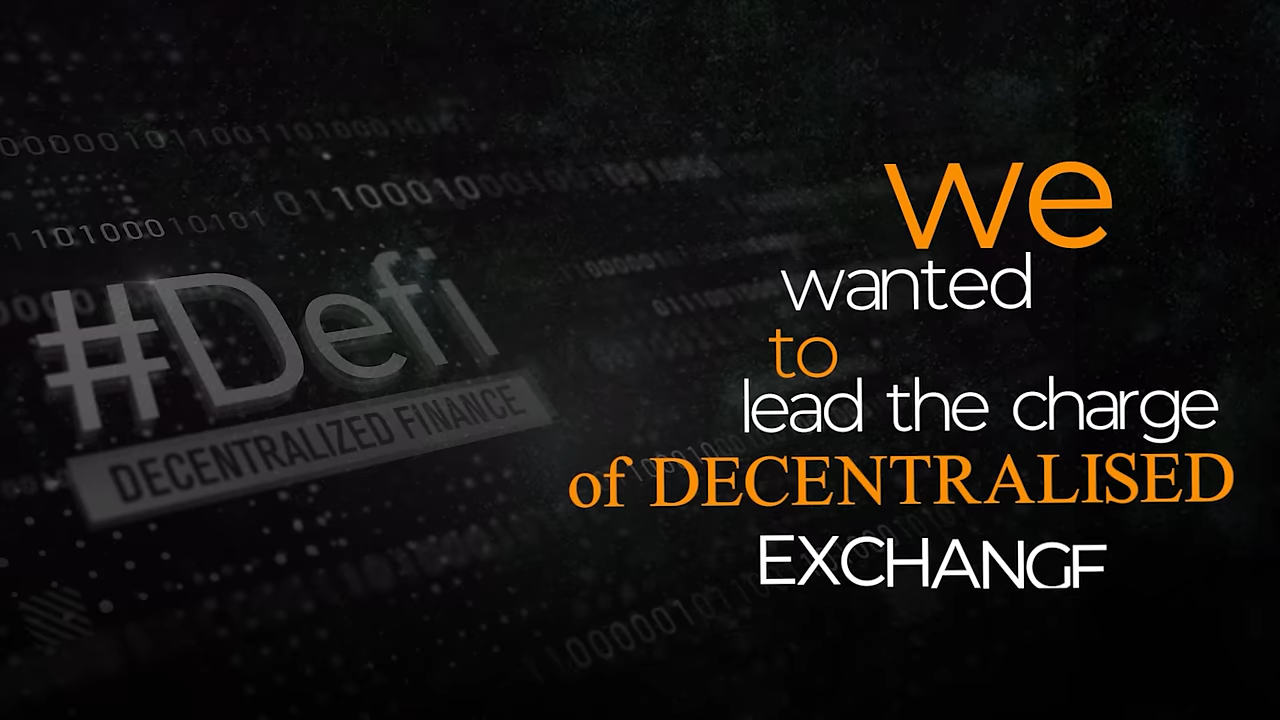 #Defi
DECENTRALIZED FINANCE
we
wanted
to
lead the charge
of DECENTRALISED
EXCHANGF